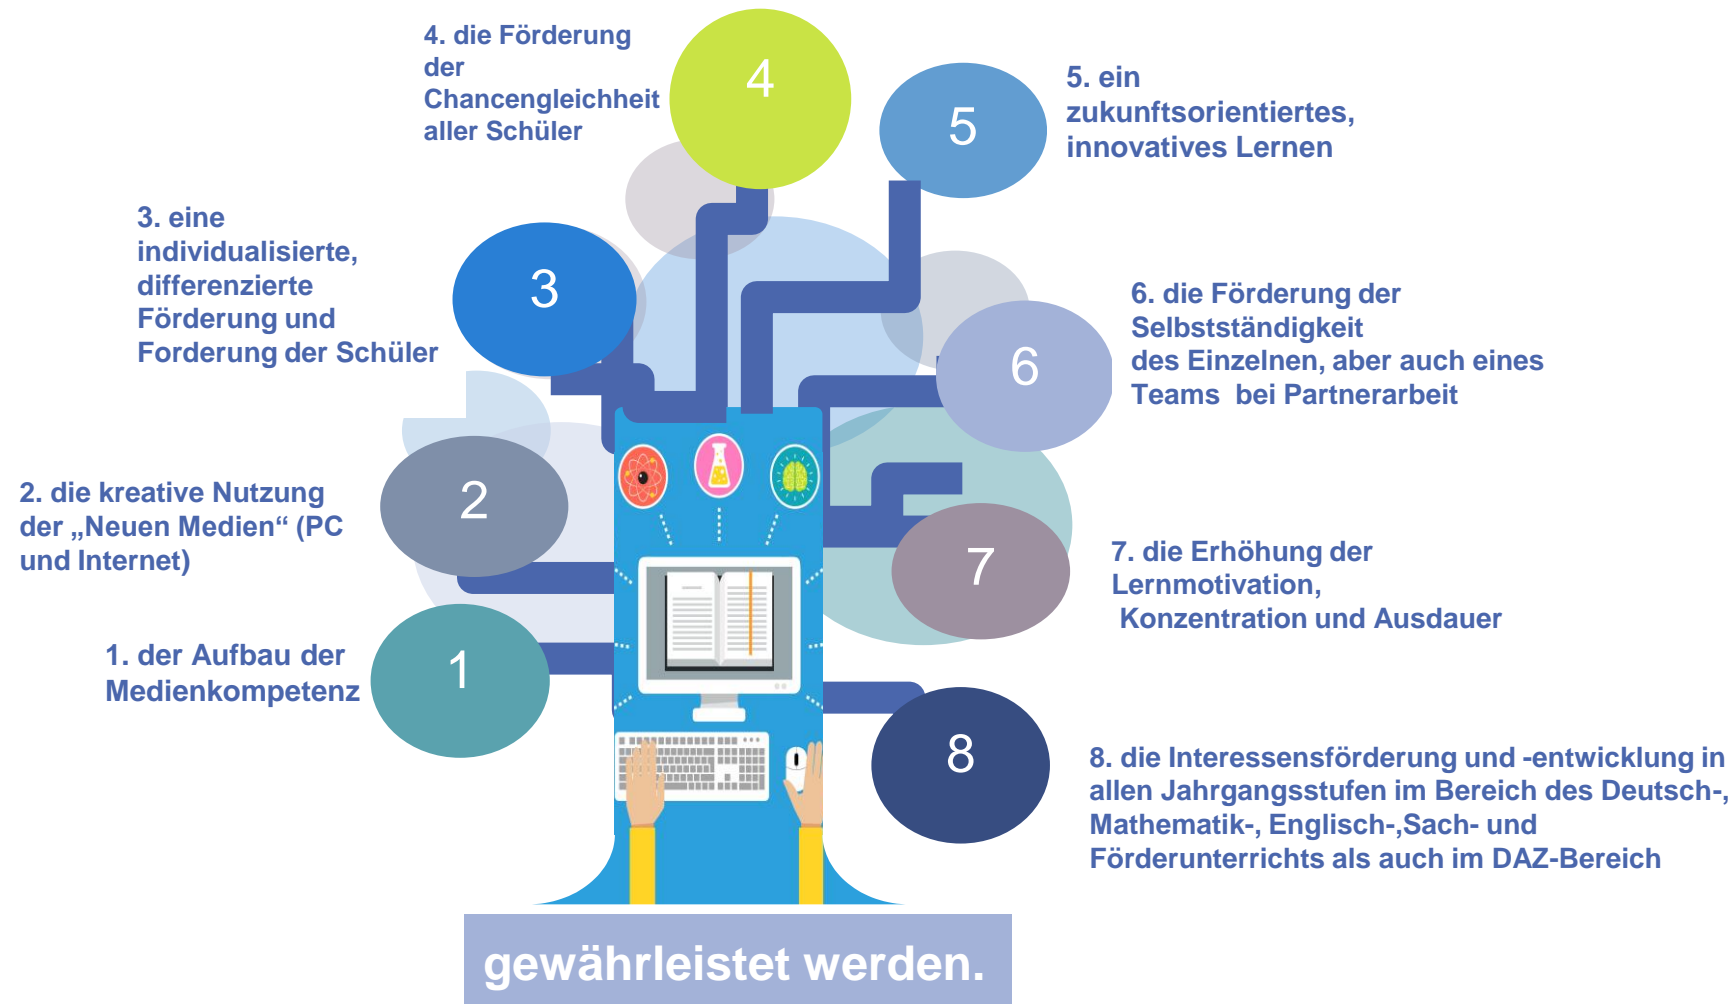 4. die Förderung
der
Chancengleichheit
aller Schüler
4
5. ein
zukunftsorientiertes,
innovatives Lernen
5
3. eine
individualisierte,
differenzierte
Förderung und
Forderung der Schüler
3
6. die Förderung der
Selbstständigkeit
des Einzelnen, aber auch eines
Teams  bei Partnerarbeit
6
2. die kreative Nutzung
der „Neuen Medien“ (PC
und Internet)
2
7. die Erhöhung der
Lernmotivation,
Konzentration und Ausdauer
7
1. der Aufbau der
Medienkompetenz
1
8. die Interessensförderung und -entwicklung in
allen Jahrgangsstufen im Bereich des Deutsch-,
Mathematik-, Englisch-,Sach- und
Förderunterrichts als auch im DAZ-Bereich
8
gewährleistet werden.